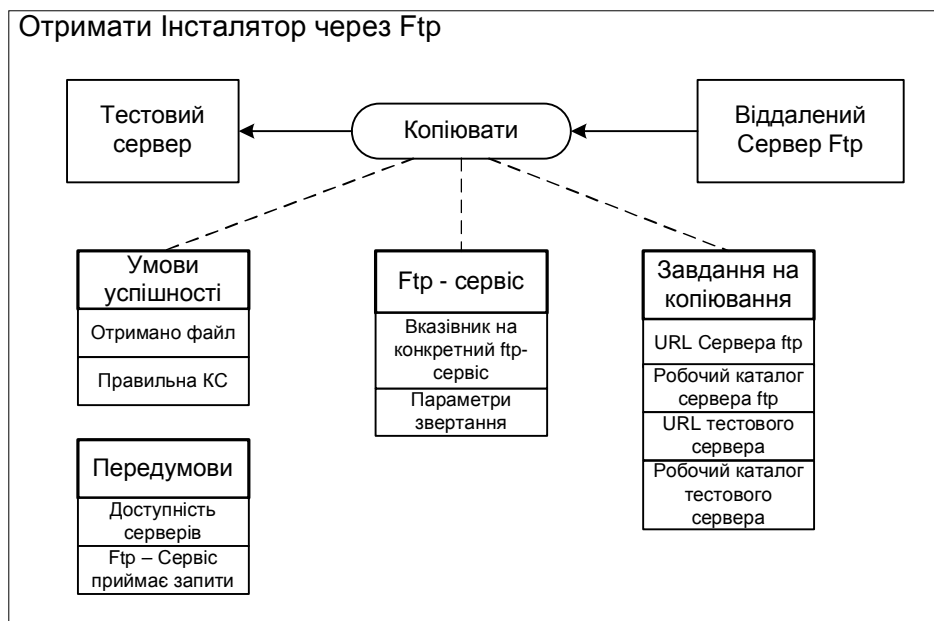 Отримати Інсталятор через Ftp
Тестовий
сервер
Копіювати
Віддалений
Сервер Ftp
Умови
успішності
Отримано файл
Правильна КС
Передумови
Доступність
серверів
Ftp – Сервіс
приймає запити
Ftp - сервіс
Вказівник на
конкретний ftp-
сервіс
Параметри
звертання
Завдання на
копіювання
URL Сервера ftp
Робочий каталог
сервера ftp
URL тестового
сервера
Робочий каталог
тестового
сервера